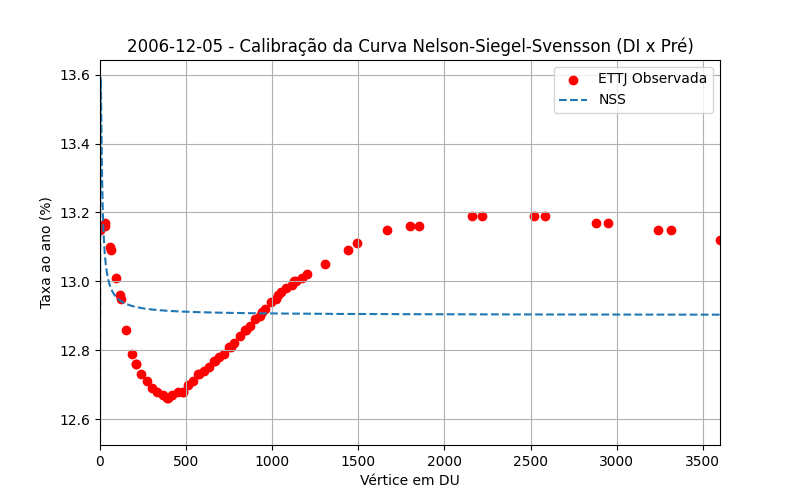 2006-12-05 - Calibração da Curva Nelson-Siegel-Svensson (DI x Pré)
ETTJ Observada
NSS
Taxa ao ano (%)
13.6
13.4
13.2
13.0
12.8
12.6
0 500 1000 1500 2000 2500 3000 3500
Vértice em DU